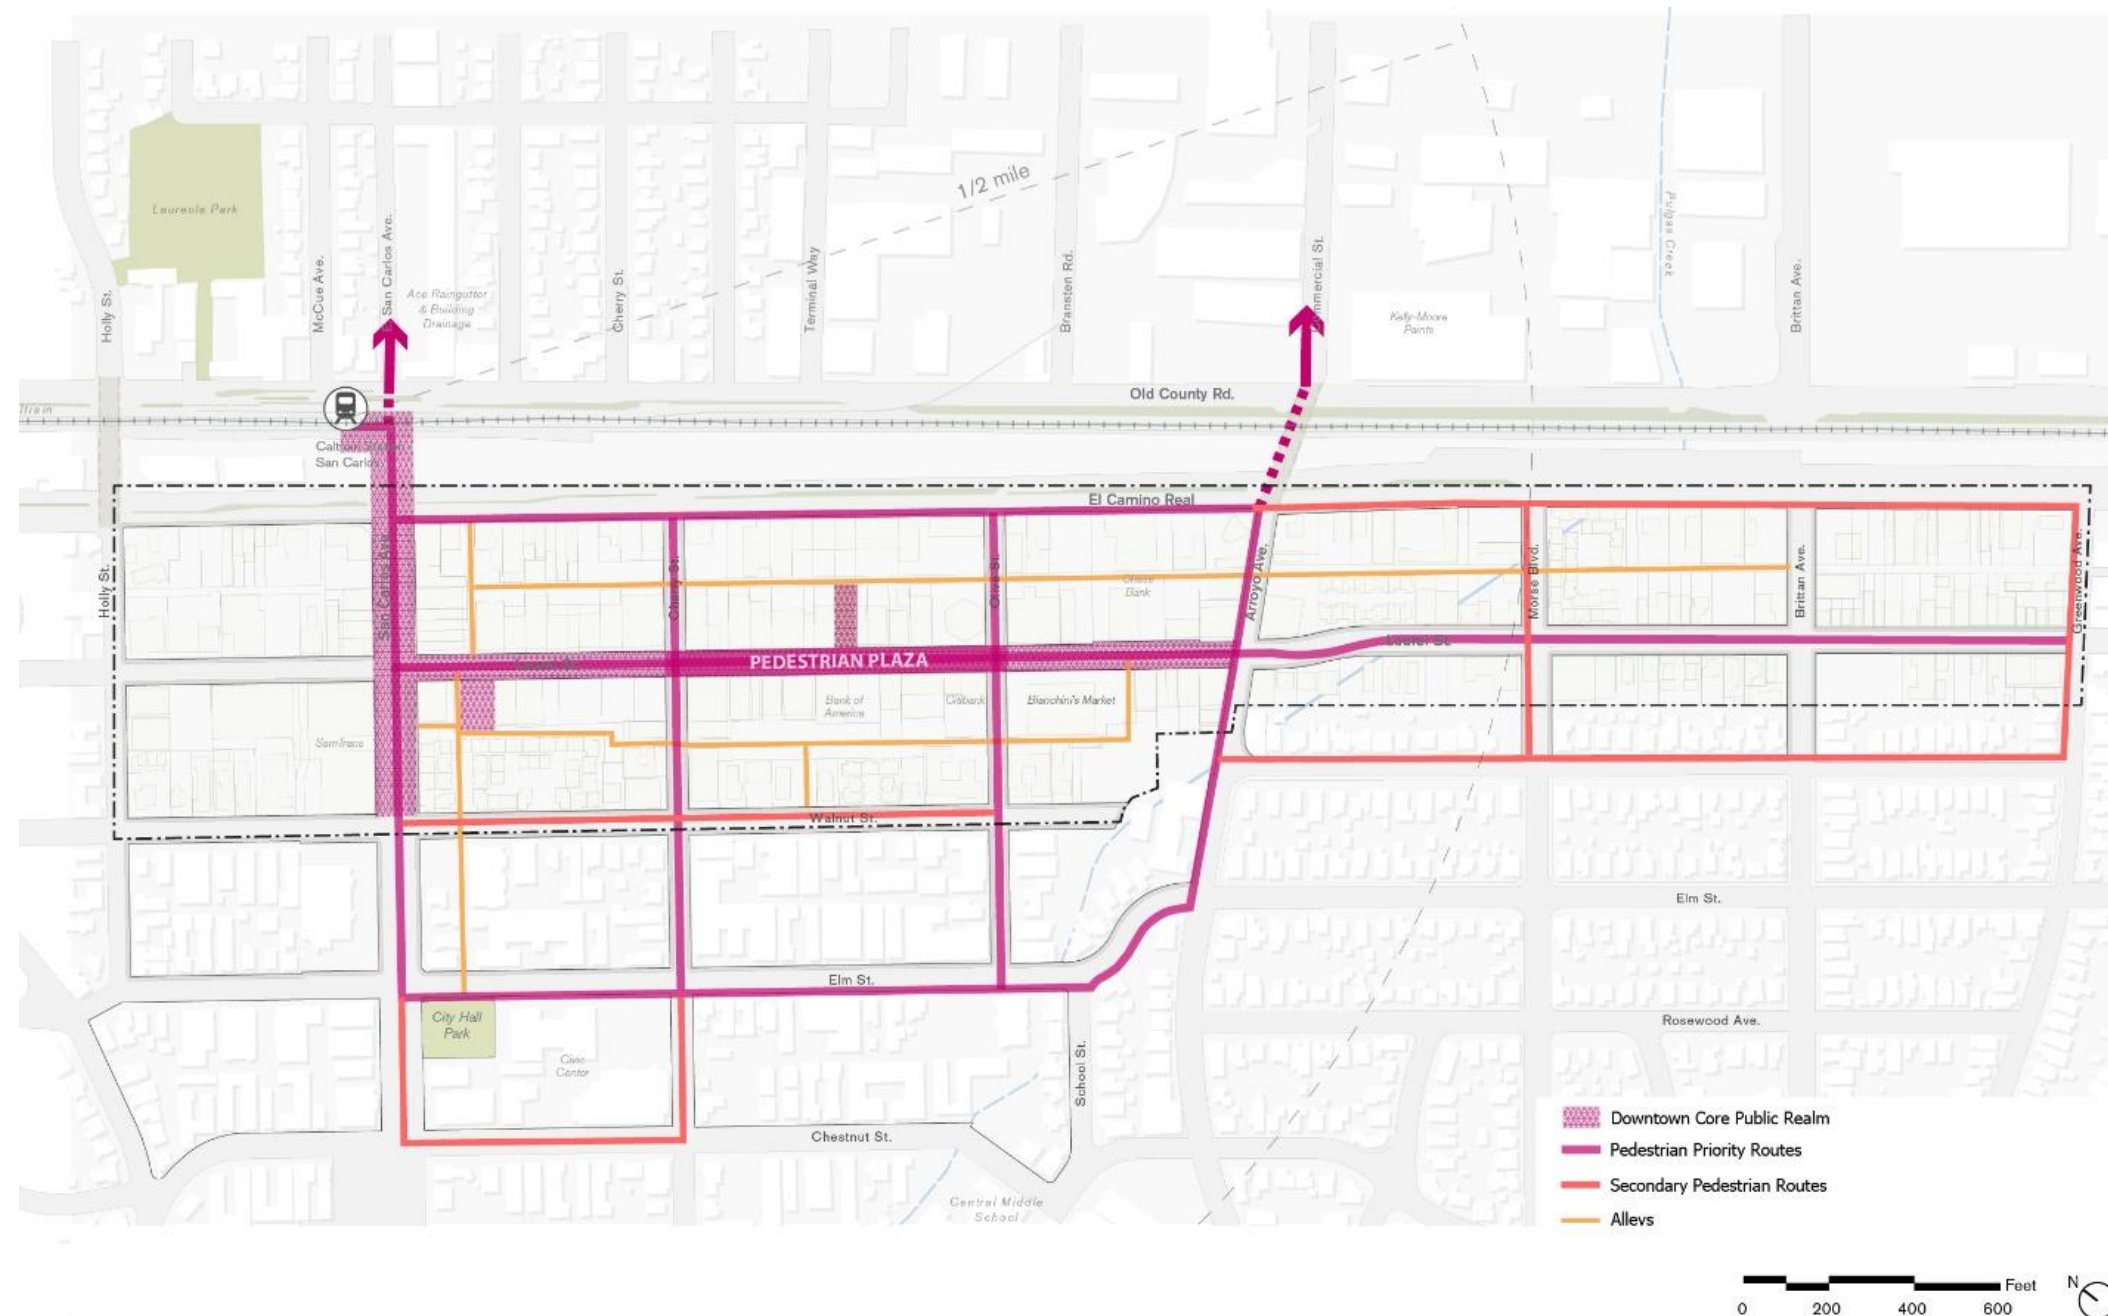 1/2 mile
Laureola Park
Holly St.
McCue Ave.
E. San Carlos Ave.
Ace Raingutter
& Building
Drainage
Cherry St.
Terminal Way
Bransten Rd.
Commercial St.
Kelly-Moore
Paints
Pulgas Creek
Brittan Ave.
Old County Rd.
San Carlos
El Camino Real
Holly St.
San Carlos Ave.
Cherry St.
Olive St.
Chase
Bank
Arroyo Ave.
Morse Blvd.
Brittan Ave.
Greenwood Ave.
Laurel St.
PEDESTRIAN PLAZA
Bank of
America
Citibank
Bianchini's Market
SamTrans
Walnut St.
Elm St.
Elm St.
City Hall
Park
Civic
Center
School St.
Rosewood Ave.
Chestnut St.
Central Middle
School
Downtown Core Public Realm
Pedestrian Priority Routes
Secondary Pedestrian Routes
Alleys
Feet
N
0 200 400 600